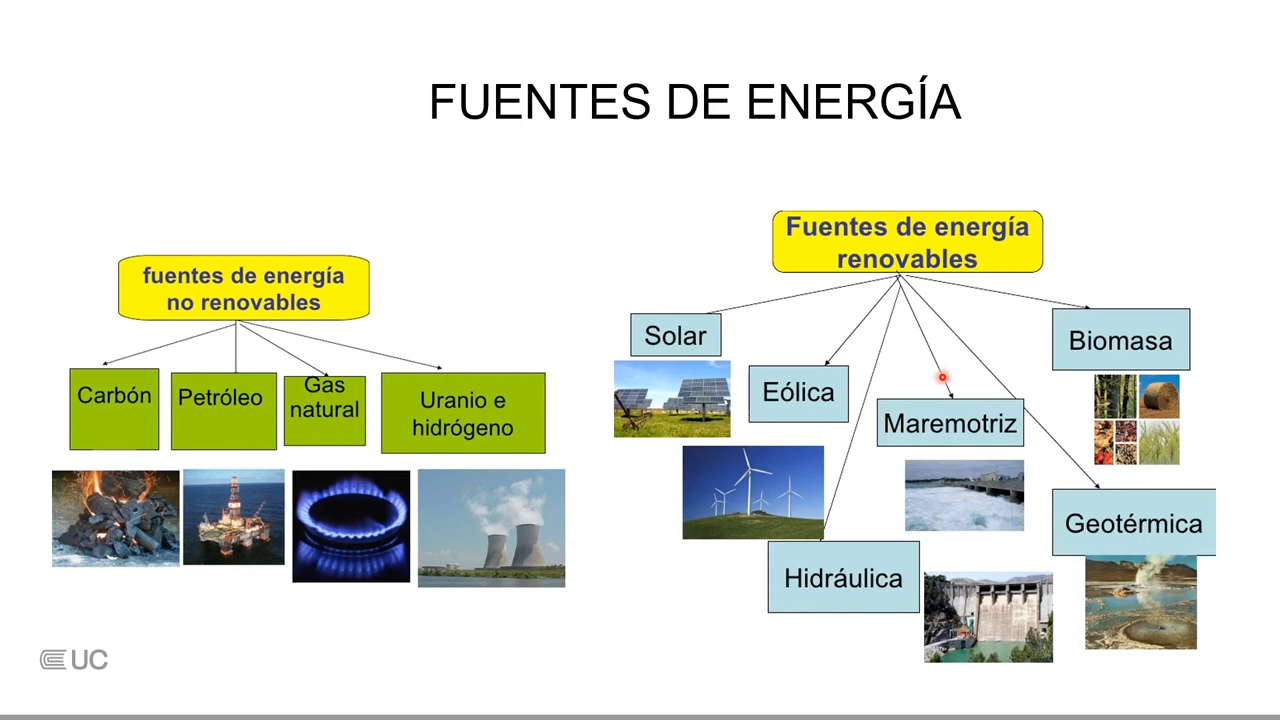 FUENTES DE ENERGÍA
fuentes de energía
no renovables
Carbón
Petróleo
Gas
natural
Uranio e
hidrógeno
Fuentes de energía
renovables
Solar
Eólica
Maremotriz
Biomasa
Hidráulica
Geotérmica
UC